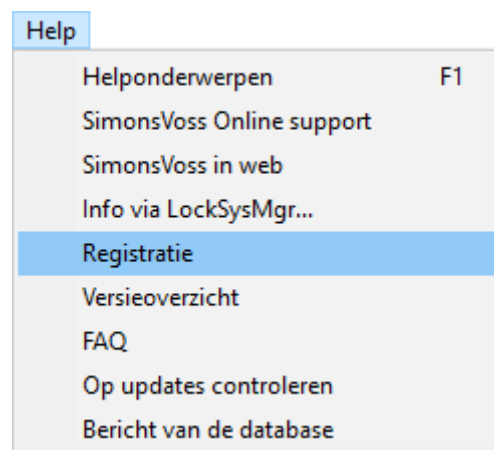 Help
Helponderwerpen F1
SimonsVoss Online support
SimonsVoss in web
Info via LockSysMgr...
Registratie
Versieoverzicht
FAQ
Op updates controleren
Bericht van de database